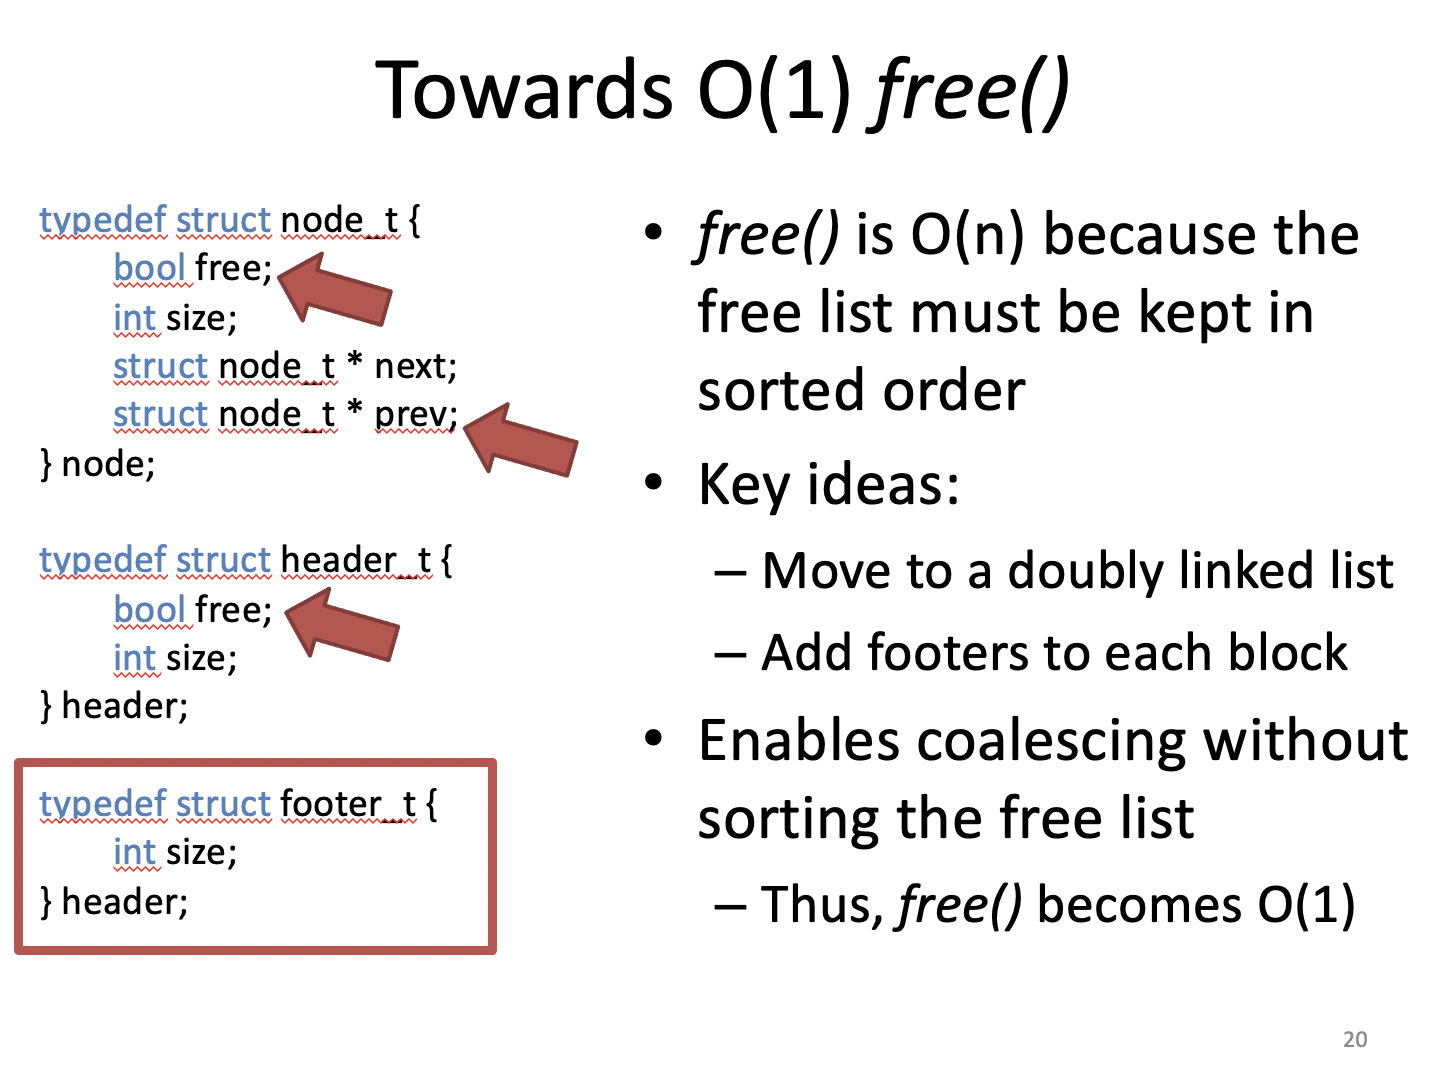 Towards O(1) free()
typedef struct node_t {
bool free;
int size;
struct node_t * next;
struct node_t * prev;
} node;
typedef struct header_t {
bool free;
int size;
} header;
typedef struct footer_t {
int size;
} header;
• free() is O(n) because the
free list must be kept in
sorted order
• Key ideas:
– Move to a doubly linked list
– Add footers to each block
• Enables coalescing without
sorting the free list
– Thus, free() becomes O(1)
20